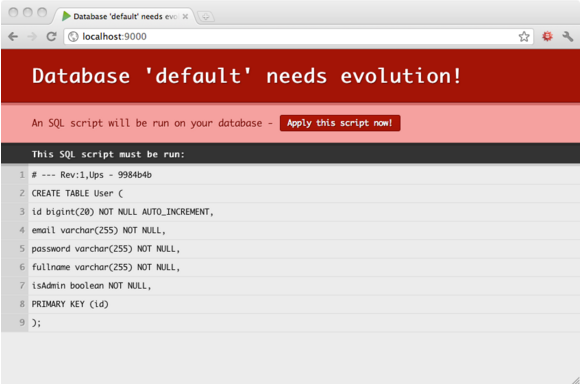 Database 'default' needs evo
localhost:9000
Database 'default' needs evolution!
An SQL script will be run on your database - Apply this script now!
This SQL script must be run:
1 # --- Rev:1,Ups - 9984b4b
2 CREATE TABLE User (
3 id bigint(20) NOT NULL AUTO_INCREMENT,
4 email varchar(255) NOT NULL,
5 password varchar(255) NOT NULL,
6 fullname varchar(255) NOT NULL,
7 isAdmin boolean NOT NULL,
8 PRIMARY KEY (id)
9 );